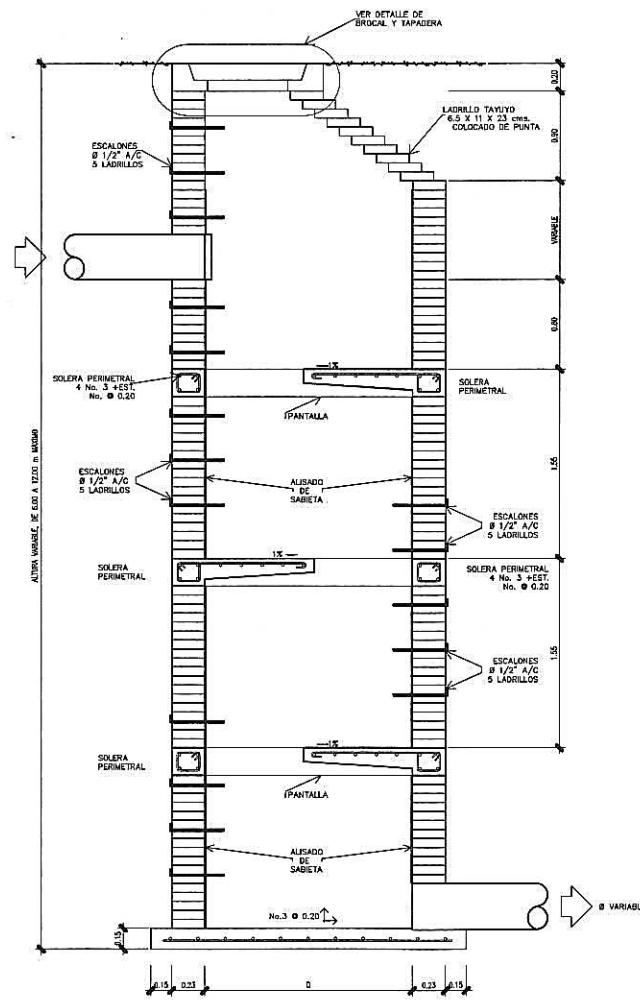 VER DETALLE DE
BROCAL Y TAPADERA
0.20
LADRILLO TAYUYO
6.5 X 11 X 23 cms.
COLOCADO DE PUNTA
0.90
ESCALONES
Ø 1/2" A/C
5 LADRILLOS
VARIABLE
0.60
1%
SOLERA PERIMETRAL
4 No. 3 +EST.
No. @ 0.20
SOLERA
PERIMETRAL
PANTALLA
ALTURA VARIABLE, DE 6.00 A 12.00 m MAXIMO
1.55
ESCALONES
Ø 1/2" A/C
5 LADRILLOS
ALISADO
DE
SABIETA
ESCALONES
Ø 1/2" A/C
5 LADRILLOS
1%
SOLERA
PERIMETRAL
SOLERA PERIMETRAL
4 No. 3 +EST.
No. @ 0.20
1.55
ESCALONES
Ø 1/2" A/C
5 LADRILLOS
1%
SOLERA
PERIMETRAL
PANTALLA
ALISADO
DE
SABIETA
Ø VARIABL
No.3 @ 0.20
0.15
0.15
0.23
D
0.23
0.15